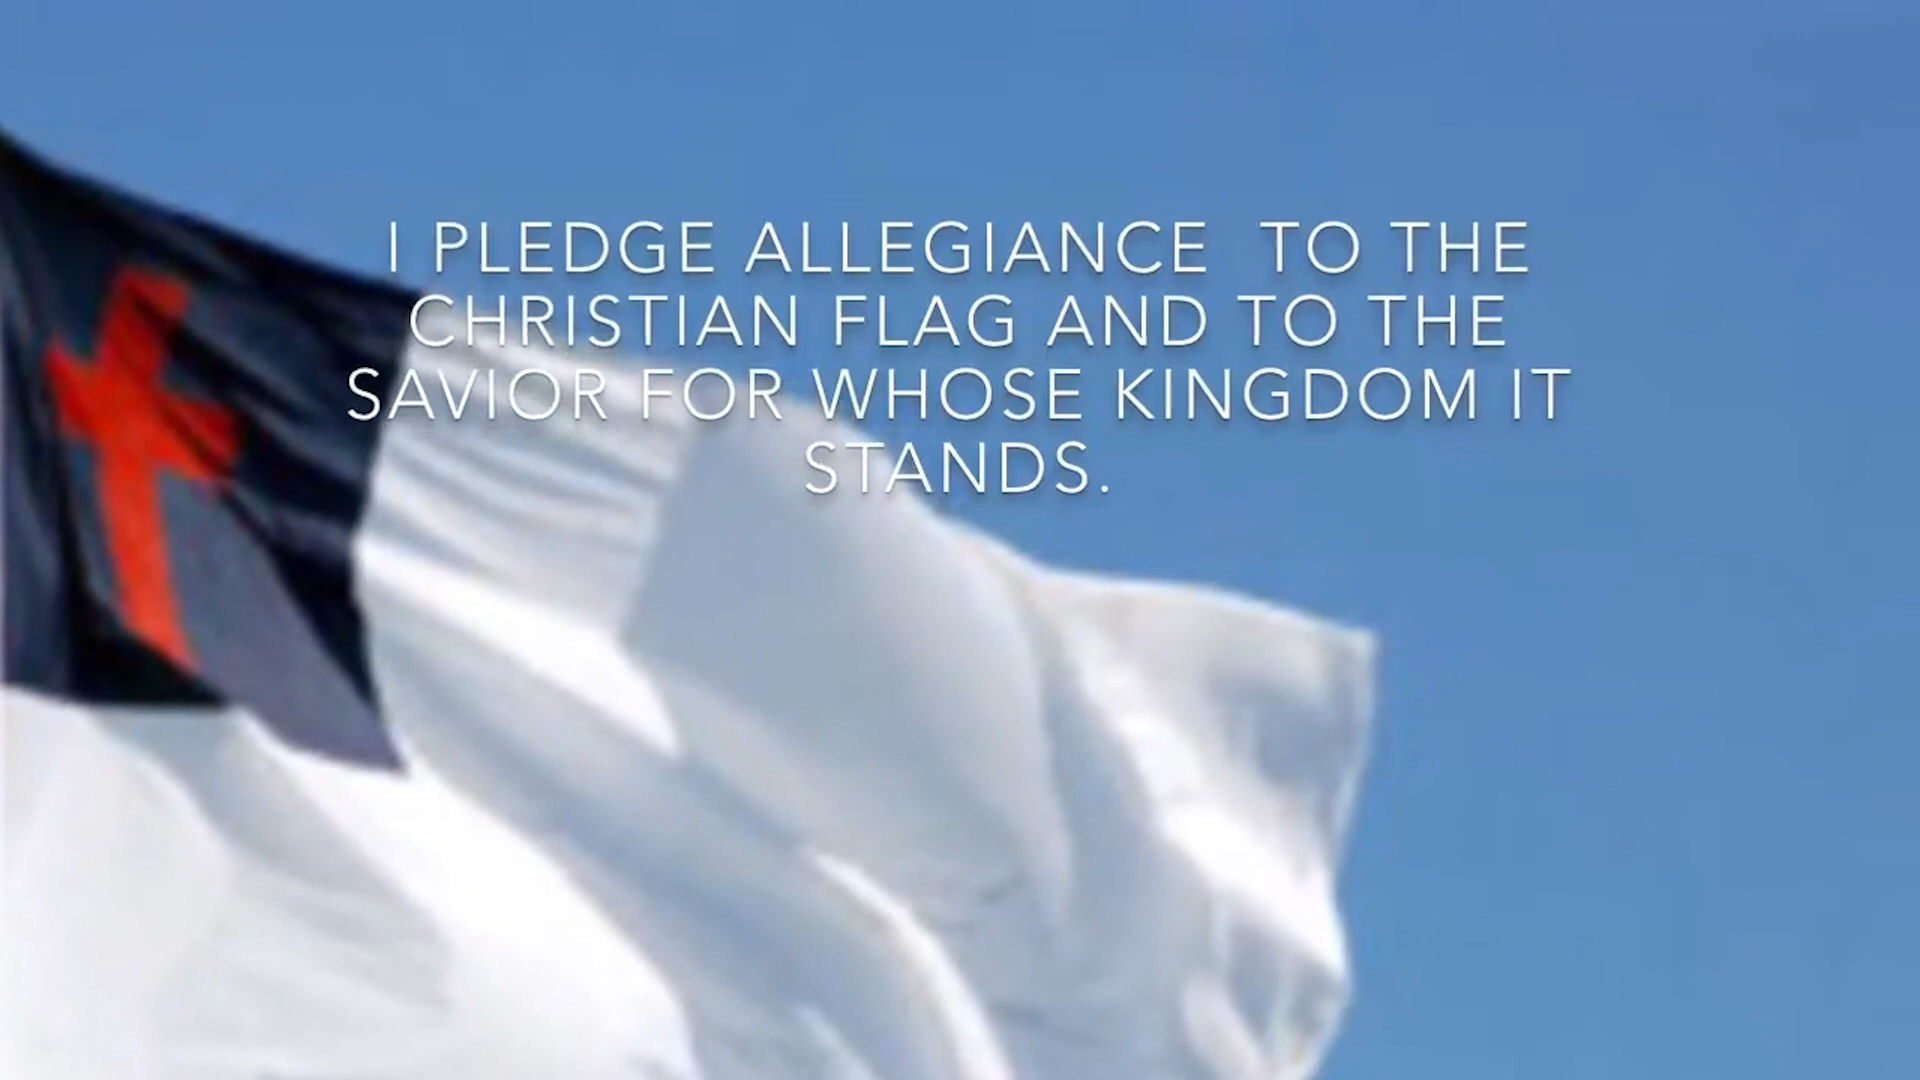 I PLEDGE ALLEGIANCE  TO THE
CHRISTIAN FLAG AND TO THE
SAVIOR FOR WHOSE KINGDOM IT
STANDS.